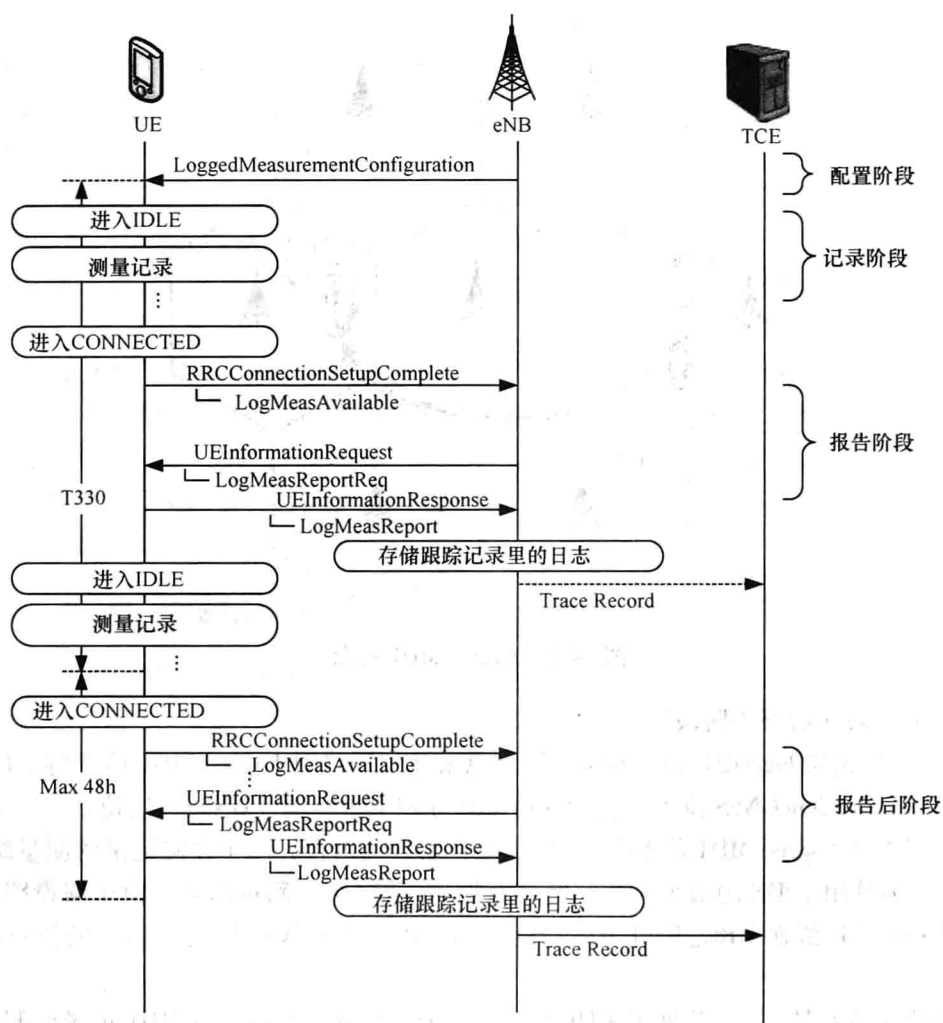 UE
eNB
TCE
LoggedMeasurementConfiguration
配置阶段
进入IDLE
记录阶段
测量记录
⋮
进入CONNECTED
RRCConnectionSetupComplete
LogMeasAvailable
报告阶段
UEInformationRequest
LogMeasReportReq
T330
UEInformationResponse
LogMeasReport
存储跟踪记录里的日志
进入IDLE
Trace Record
测量记录
⋮
进入CONNECTED
RRCConnectionSetupComplete
LogMeasAvailable
⋮
Max 48h
UEInformationRequest
报告后阶段
LogMeasReportReq
UEInformationResponse
LogMeasReport
存储跟踪记录里的日志
Trace Record